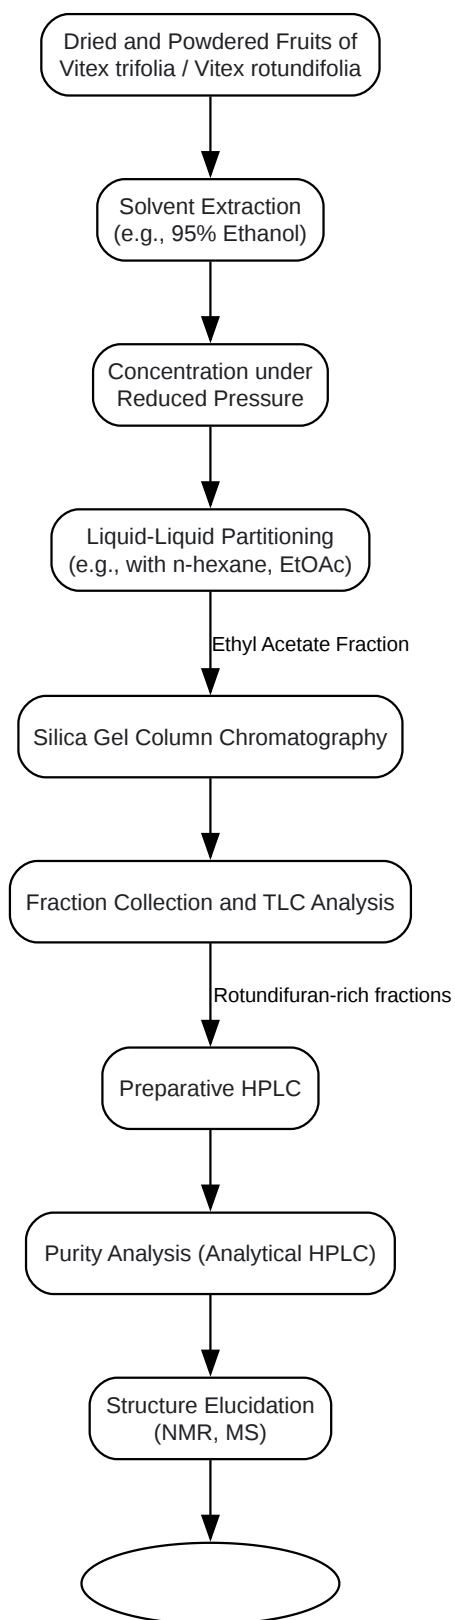 Dried and Powdered Fruits of
Vitex trifolia / Vitex rotundifolia
Solvent Extraction
(e.g., 95% Ethanol)
Concentration under
Reduced Pressure
Liquid-Liquid Partitioning
(e.g., with n-hexane, EtOAc)
Ethyl Acetate Fraction
Silica Gel Column Chromatography
Fraction Collection and TLC Analysis
Rotundifuran-rich fractions
Preparative HPLC
Purity Analysis (Analytical HPLC)
Structure Elucidation
(NMR, MS)